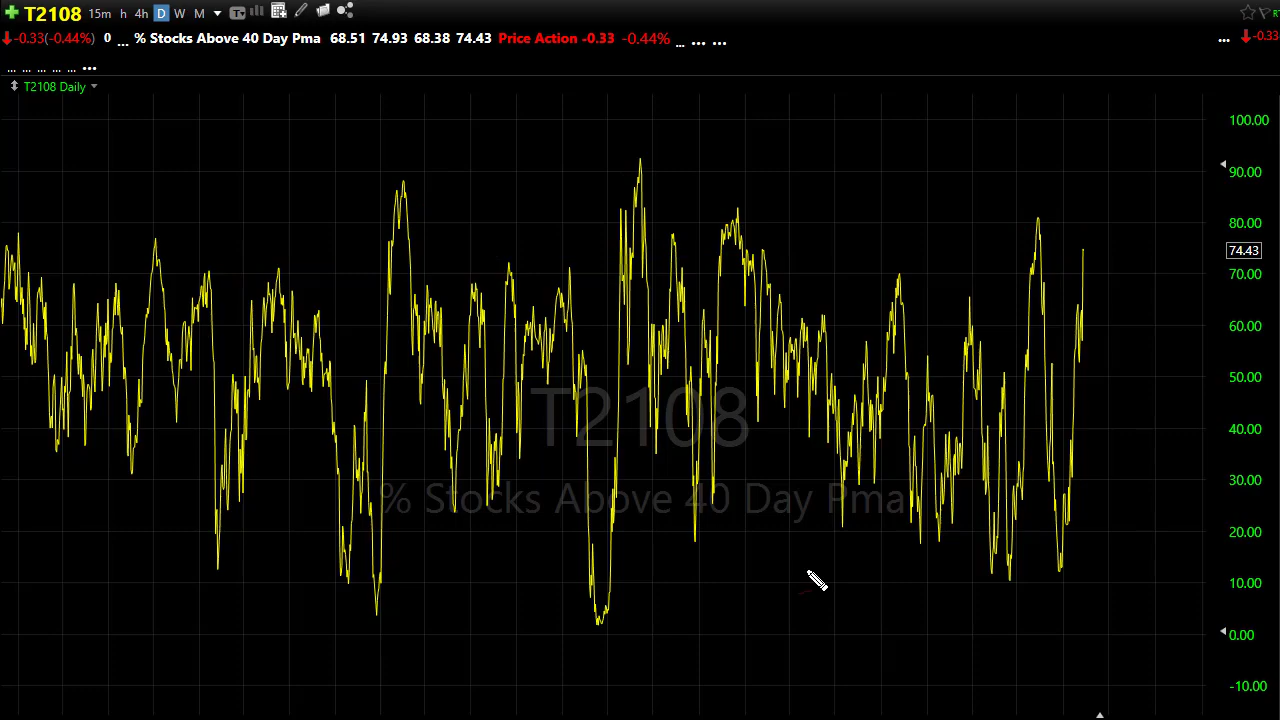 T2108 15m h 4h D W M T
-0.33(-0.44%) 0 ... % Stocks Above 40 Day Pma 68.51 74.93 68.38 74.43 Price Action -0.33 -0.44% ... ... ... ... -0.33
... ... ... ... ... ...
T2108 Daily
100.00
90.00
80.00
74.43
70.00
60.00
50.00
40.00
30.00
20.00
10.00
0.00
-10.00
T2108
% Stocks Above 40 Day Pma